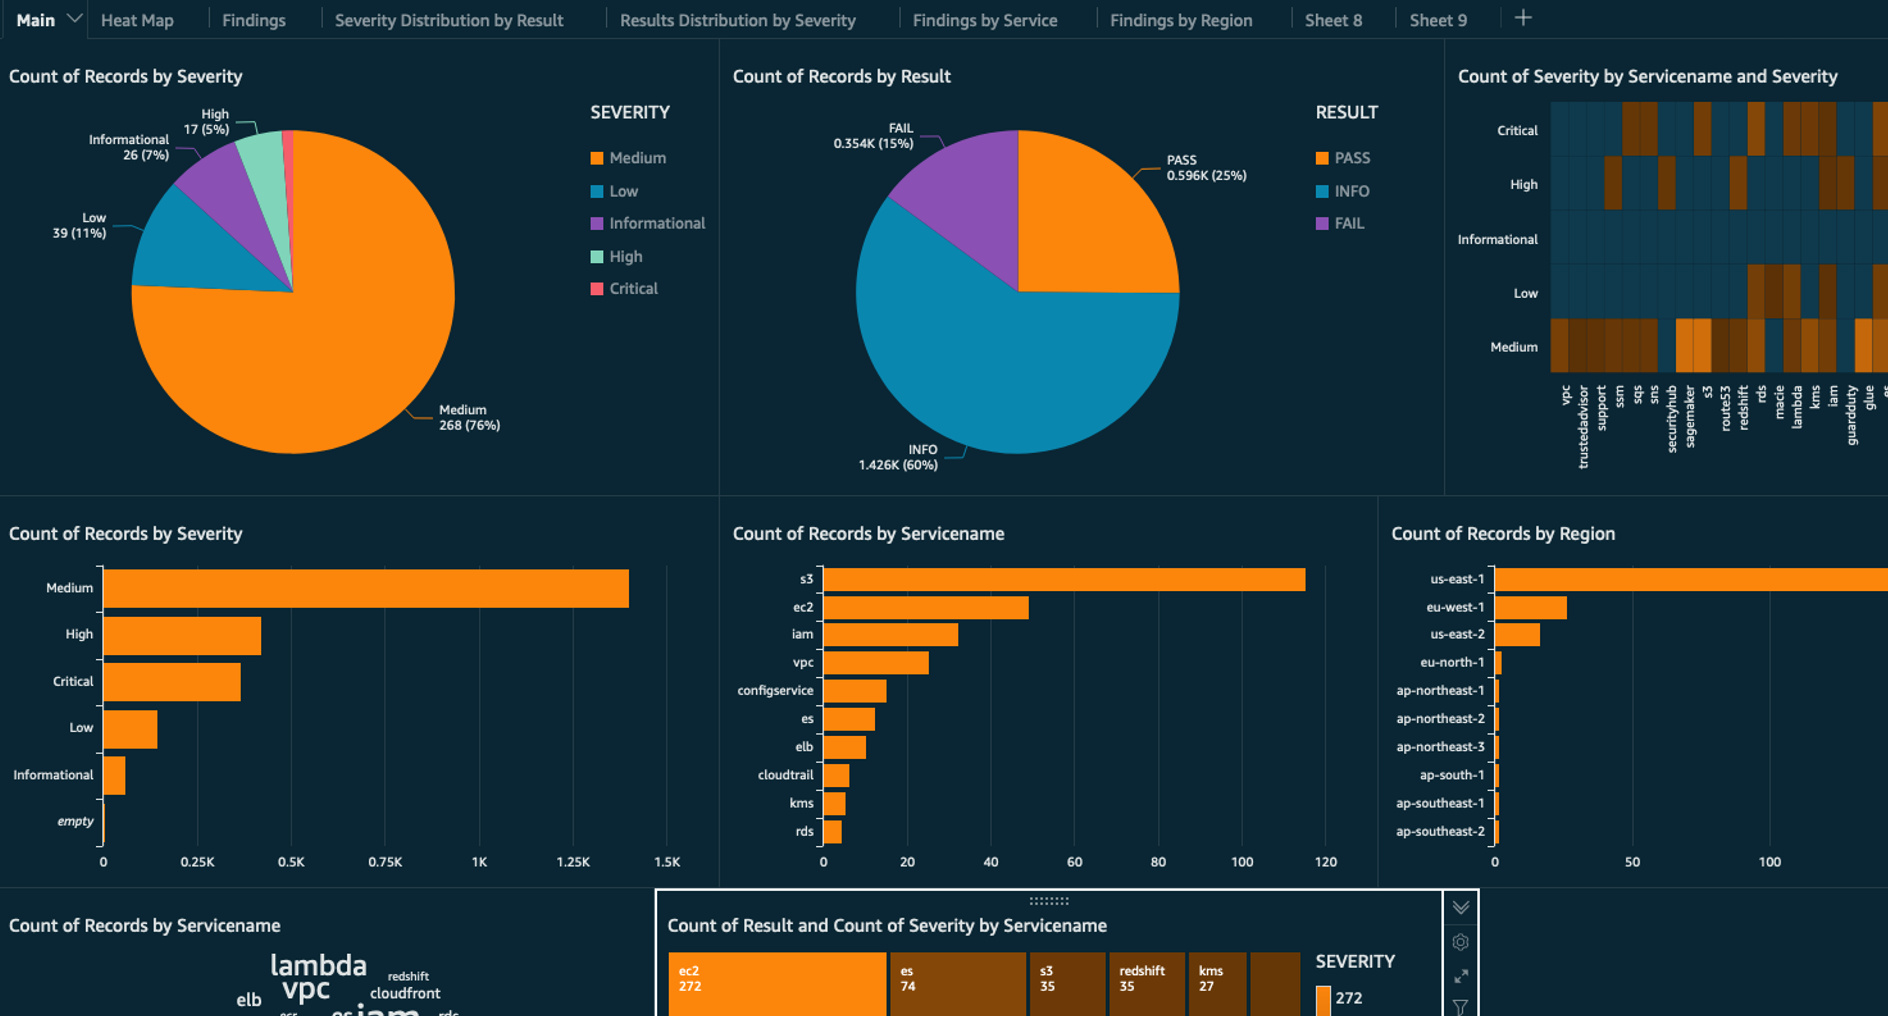 Main
Heat Map
Findings
Severity Distribution by Result
Results Distribution by Severity
Findings by Service
Findings by Region
Sheet 8
Sheet 9
Count of Records by Severity
High
17 (5%)
Informational
26 (7%)
Low
39 (11%)
Medium
268 (76%)
SEVERITY
Medium
Low
Informational
High
Critical
Count of Records by Result
FAIL
0.354K (15%)
PASS
0.596K (25%)
INFO
1.426K (60%)
RESULT
PASS
INFO
FAIL
Count of Severity by Servicename and Severity
Critical
High
Informational
Low
Medium
vpc
trustedadvisor
support
ssm
sqs
sns
securityhub
sagemaker
s3
route53
redshift
rds
macie
lambda
kms
iam
guardduty
glue
Count of Records by Severity
Medium
High
Critical
Low
Informational
empty
0 0.25K 0.5K 0.75K 1K 1.25K 1.5K
Count of Records by Servicename
s3
ec2
iam
vpc
configservice
es
elb
cloudtrail
kms
rds
0 20 40 60 80 100 120
Count of Records by Region
us-east-1
eu-west-1
us-east-2
eu-north-1
ap-northeast-1
ap-northeast-2
ap-northeast-3
ap-south-1
ap-southeast-1
ap-southeast-2
0 50 100
Count of Records by Servicename
lambda
redshift
vpc
cloudfront
elb
es
iam
rds
Count of Result and Count of Severity by Servicename
ec2
272
es
74
s3
35
redshift
35
kms
27
SEVERITY
272